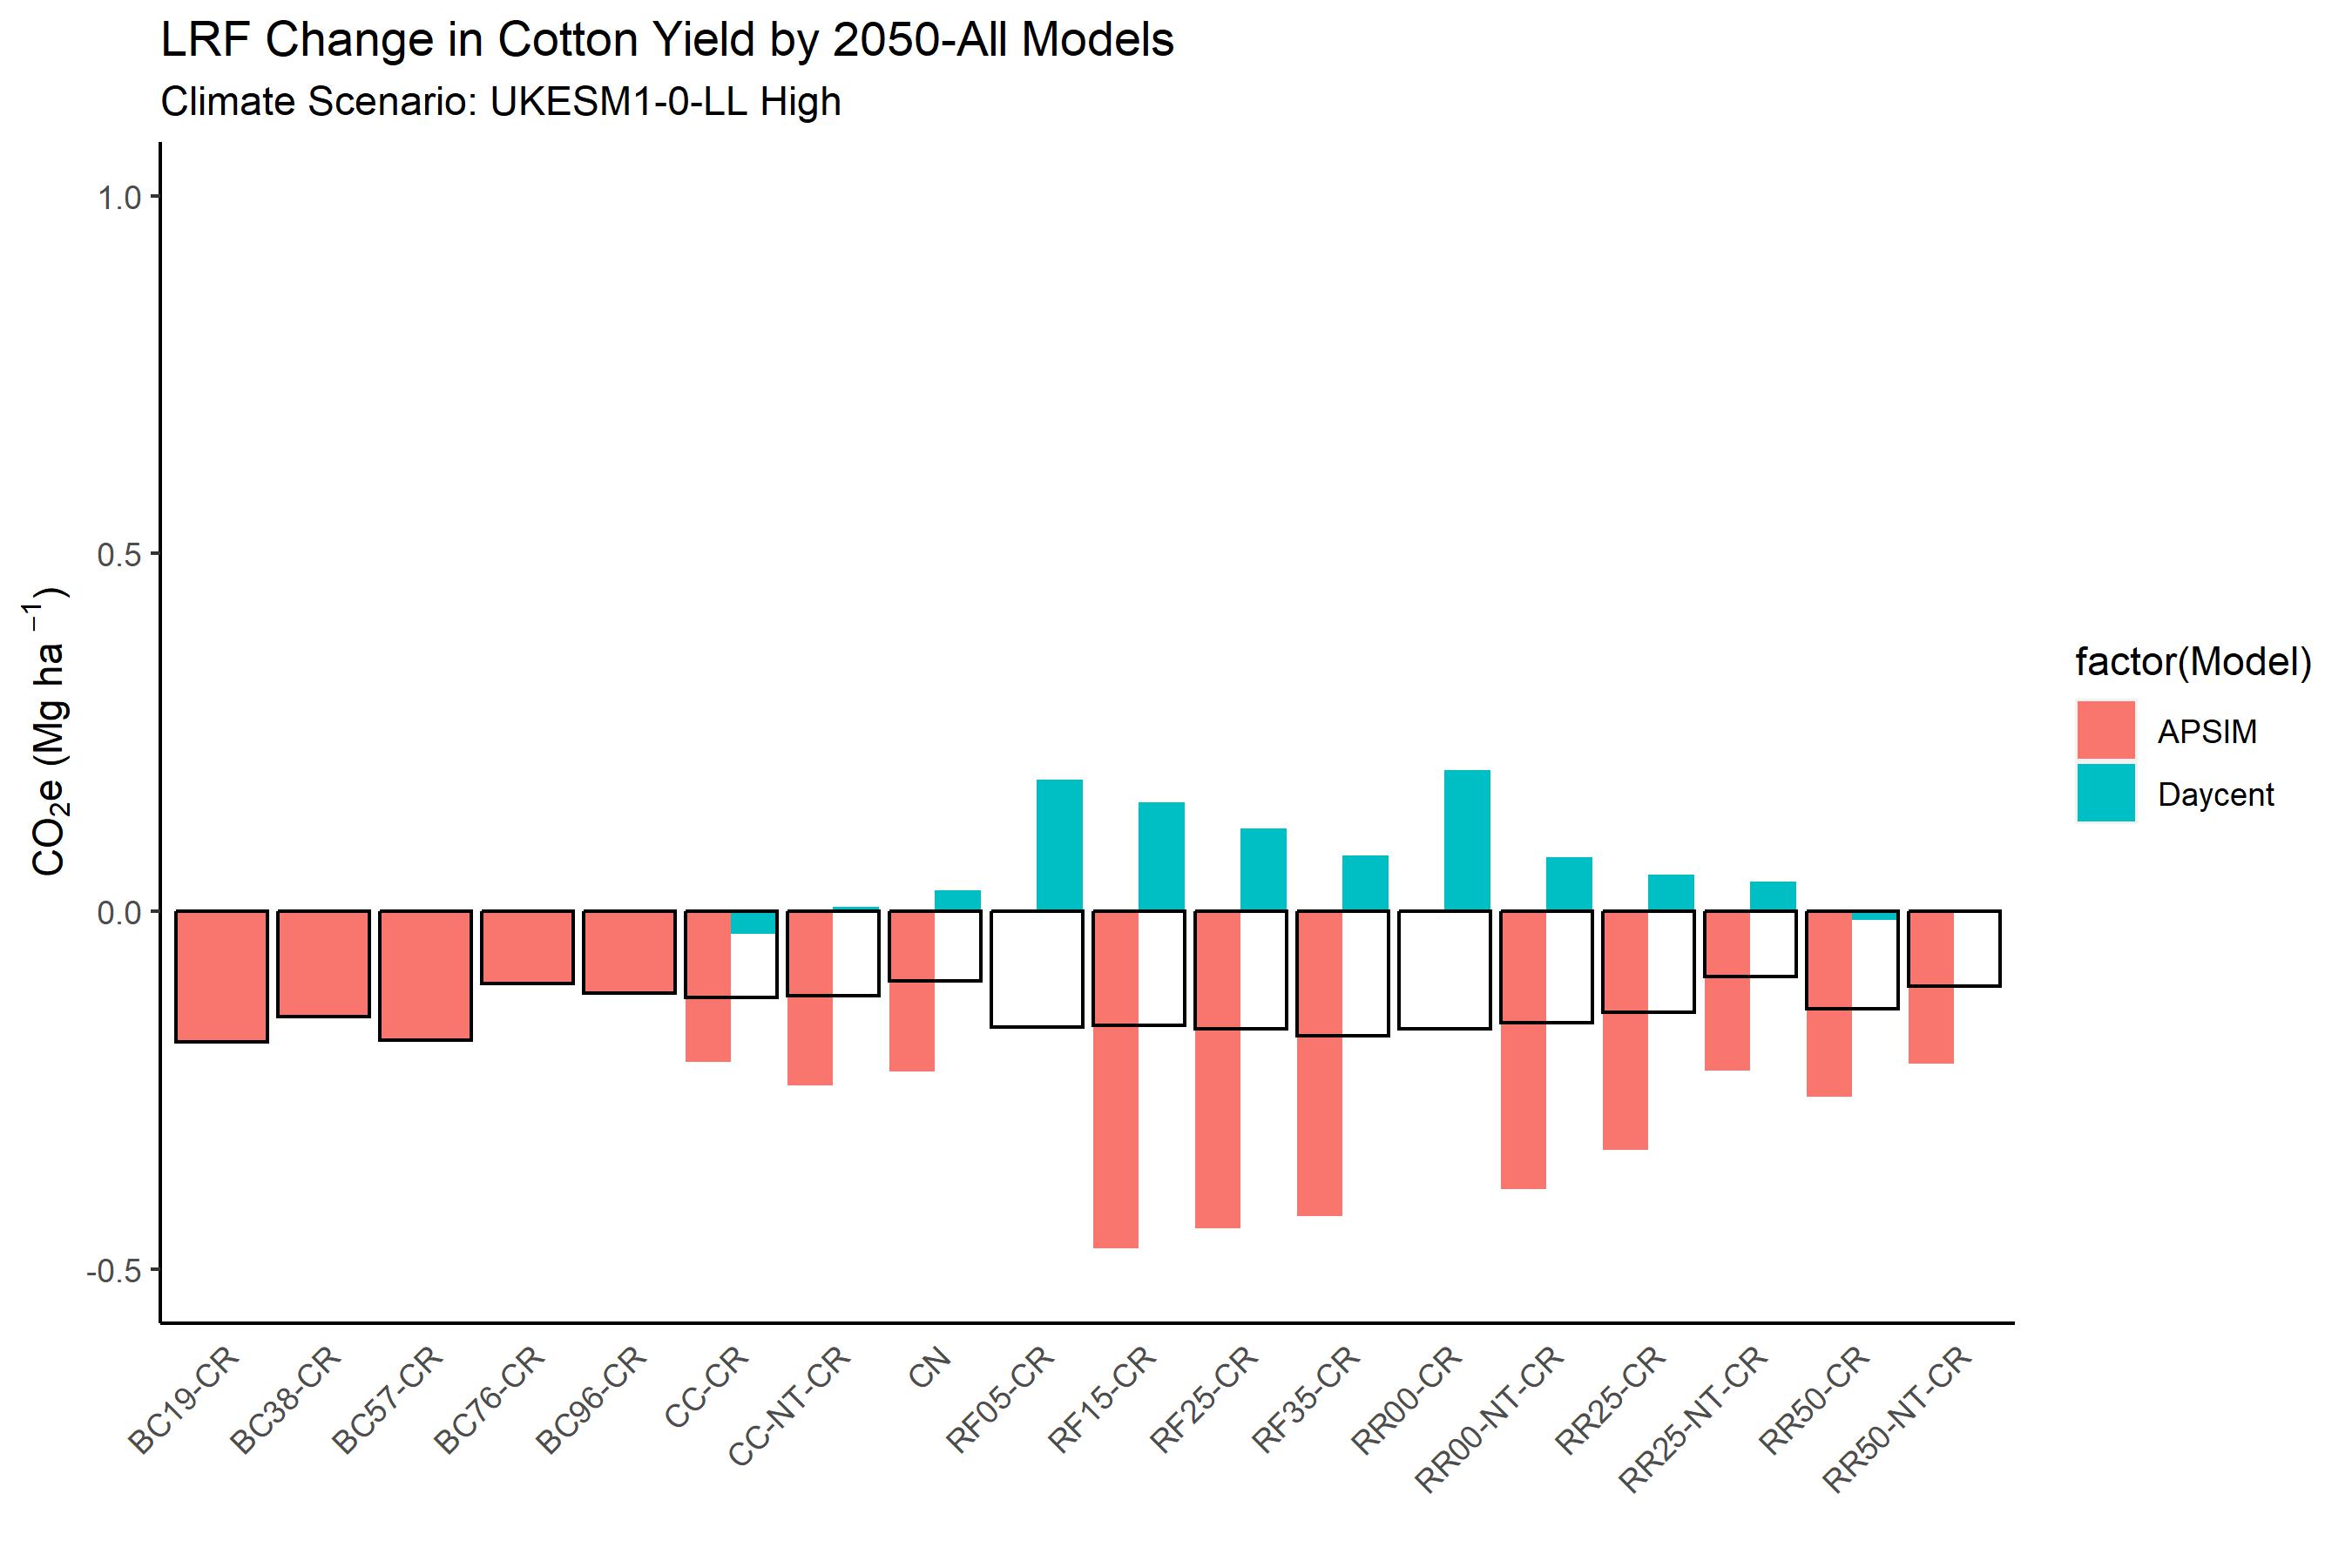 LRF Change in Cotton Yield by 2050-All Models
Climate Scenario: UKESM1-0-LL High
CO₂e (Mg ha ⁻¹)
1.0
0.5
0.0
-0.5
BC19-CR
BC38-CR
BC57-CR
BC76-CR
BC96-CR
CC-CR
CC-NT-CR
CN
RF05-CR
RF15-CR
RF25-CR
RF35-CR
RR00-CR
RR00-NT-CR
RR25-CR
RR25-NT-CR
RR50-CR
RR50-NT-CR
factor(Model)
APSIM
Daycent